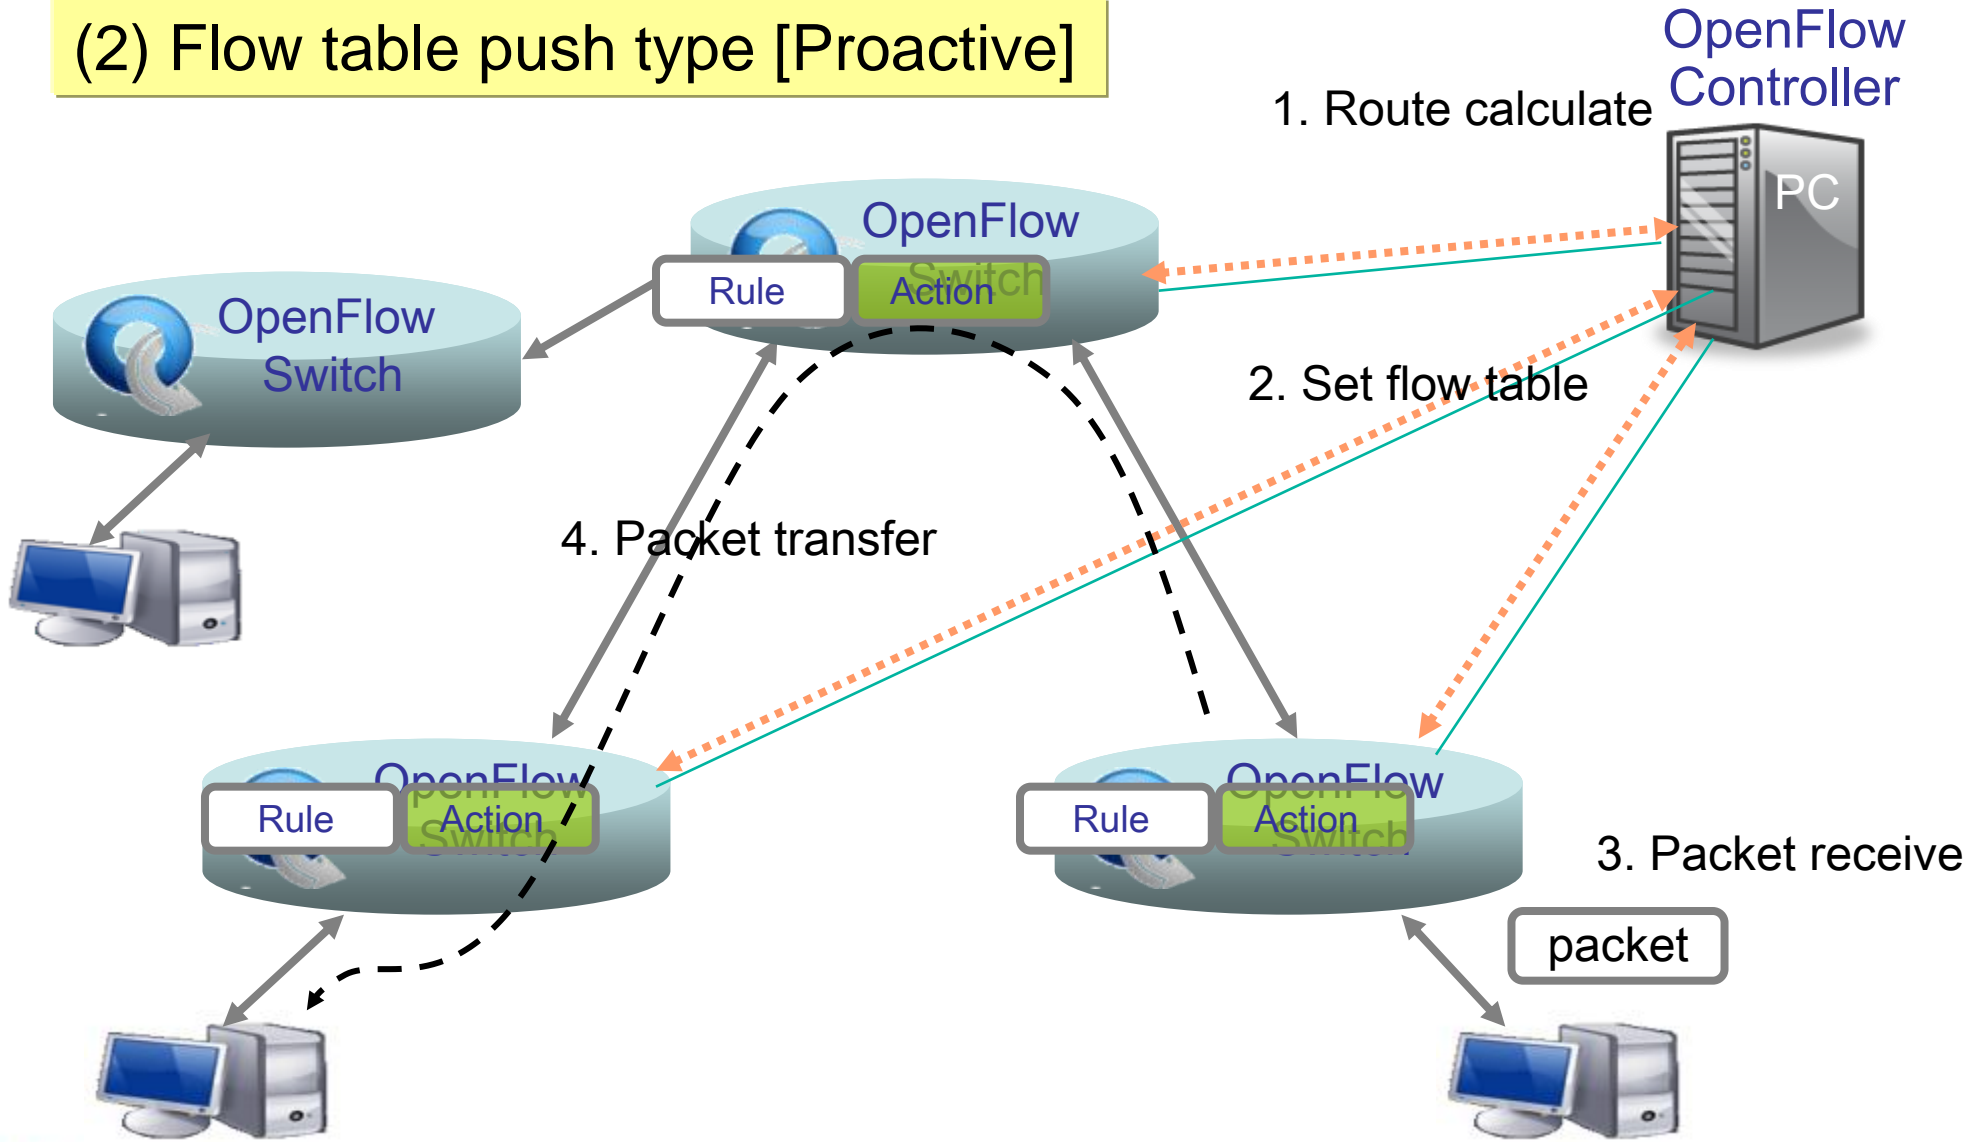 (2) Flow table push type [Proactive]
OpenFlow
Controller
1. Route calculate
PC
OpenFlow
Switch
Rule
Action
OpenFlow
Switch
2. Set flow table
4. Packet transfer
OpenFlow
Switch
Rule
Action
OpenFlow
Switch
Rule
Action
3. Packet receive
packet